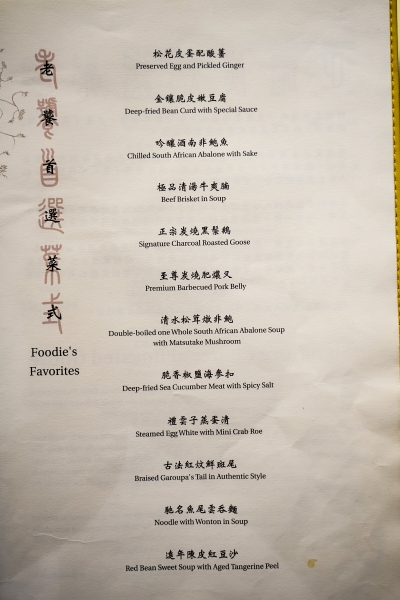 老
饕
首
選
菜
式
Foodie's
Favorites
松花皮蛋配酸薑
Preserved Egg and Pickled Ginger
金鑲脆皮嫩豆腐
Deep-fried Bean Curd with Special Sauce
吟釀酒南非鮑魚
Chilled South African Abalone with Sake
極品清湯牛爽腩
Beef Brisket in Soup
正宗炭燒黑鬃鵝
Signature Charcoal Roasted Goose
至尊炭燒肥燶叉
Premium Barbecued Pork Belly
清水松茸燉非鮑
Double-boiled one Whole South African Abalone Soup
with Matsutake Mushroom
脆香椒鹽海參扣
Deep-fried Sea Cucumber Meat with Spicy Salt
禮雲子蒸蛋清
Steamed Egg White with Mini Crab Roe
古法紅炆鮮班尾
Braised Garoupa's Tail in Authentic Style
馳名魚尾雲吞麵
Noodle with Wonton in Soup
遠年陳皮紅豆沙
Red Bean Sweet Soup with Aged Tangerine Peel